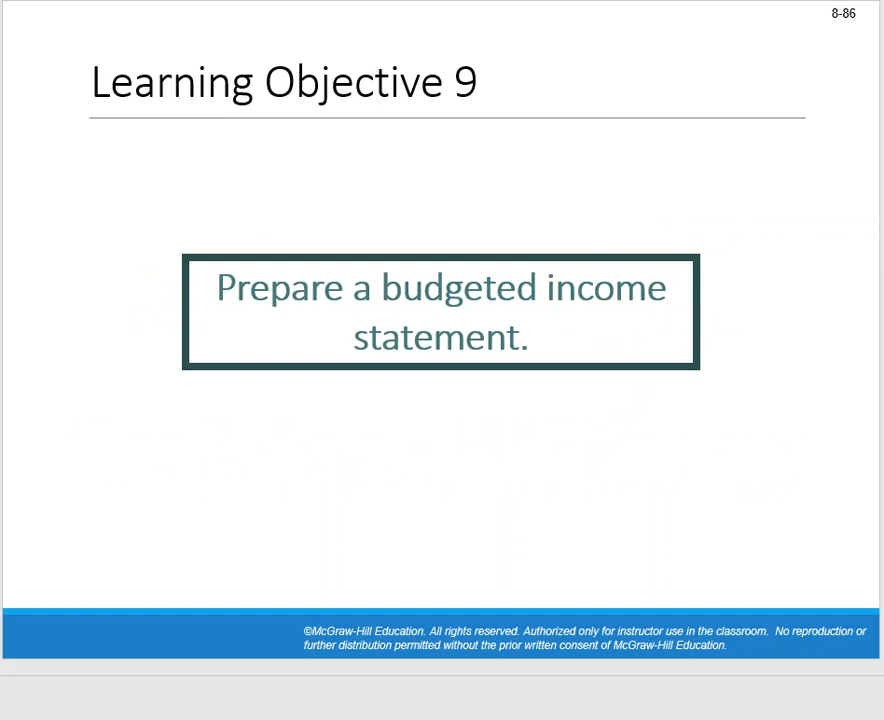 8-86
Learning Objective 9
Prepare a budgeted income
statement.
©McGraw-Hill Education. All rights reserved. Authorized only for instructor use in the classroom. No reproduction or
further distribution permitted without the prior written consent of McGraw-Hill Education.